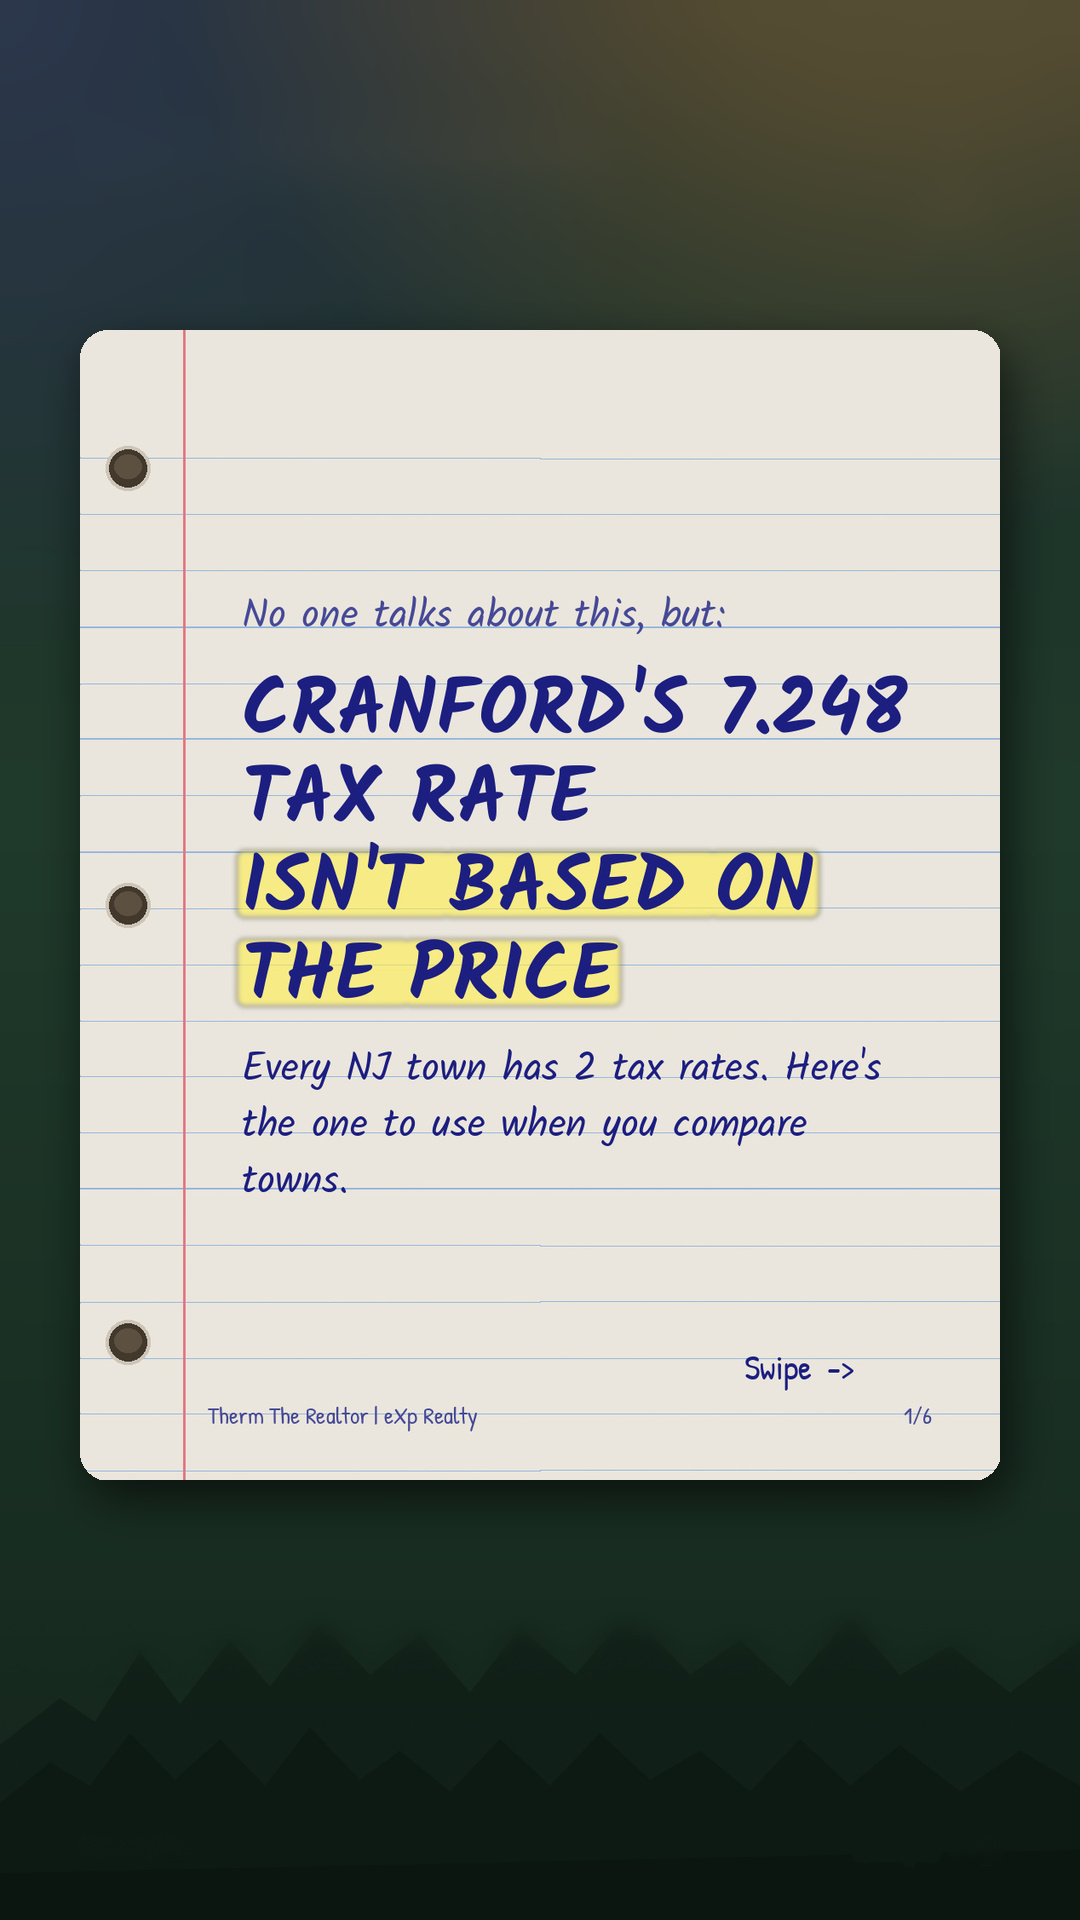 No one talks about this, but:
CRANFORD'S 7.248
TAX RATE
ISN'T BASED ON
THE PRICE
Every NJ town has 2 tax rates. Here's
the one to use when you compare
towns.
Swipe ->
Therm The Realtor | eXp Realty
1/6